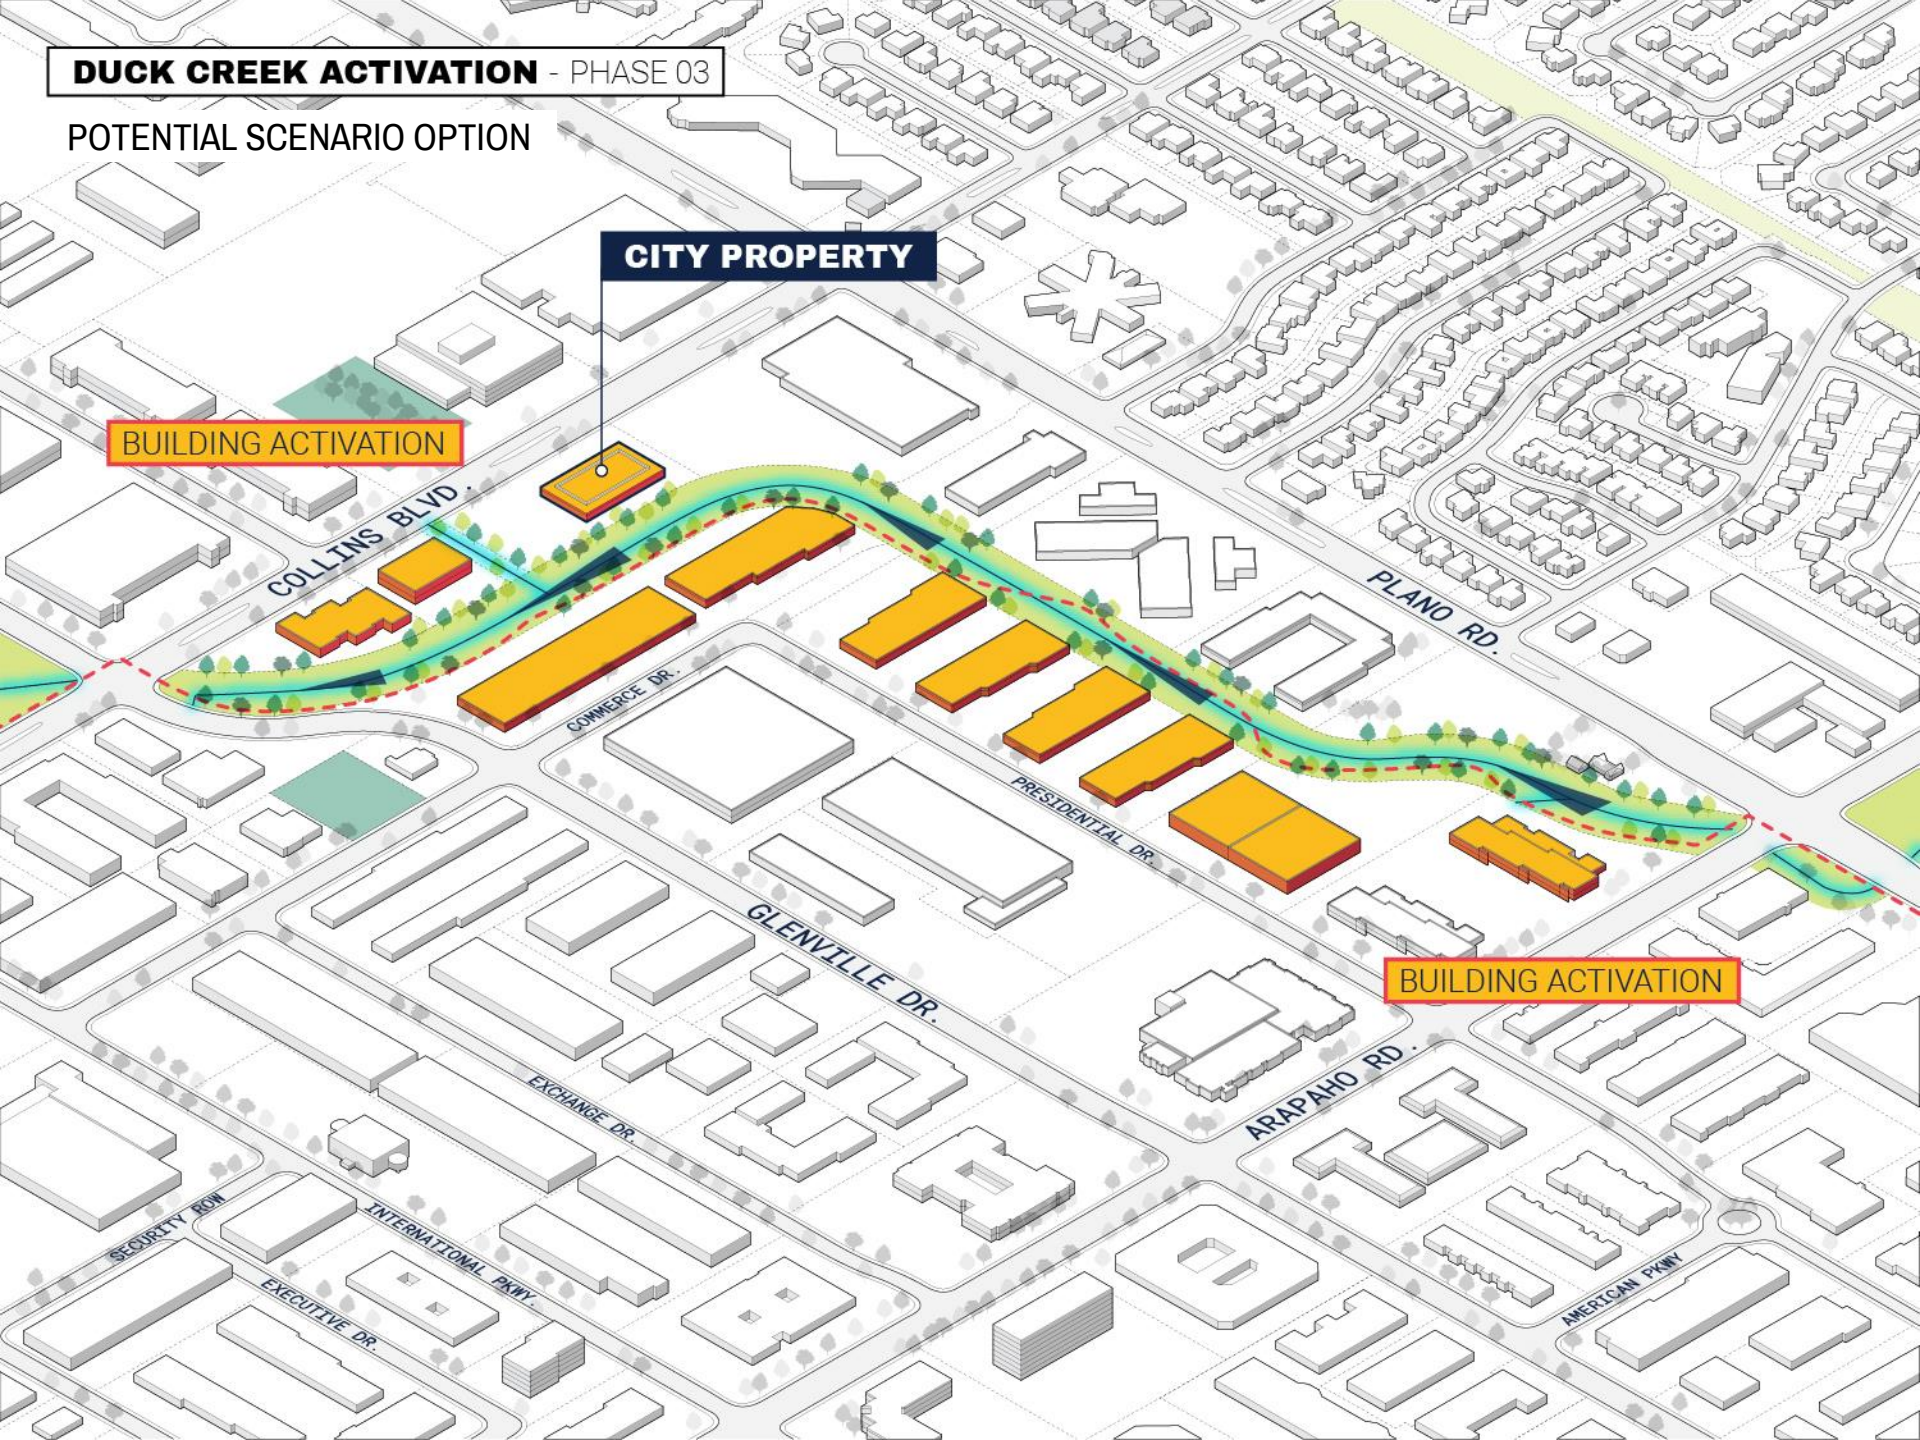 DUCK CREEK ACTIVATION - PHASE 03
POTENTIAL SCENARIO OPTION
CITY PROPERTY
BUILDING ACTIVATION
COLLINS BLVD.
PLANO RD.
COMMERCE DR.
PRESIDENTIAL DR.
GLENVILLE DR.
BUILDING ACTIVATION
ARAPAHO RD.
EXCHANGE DR.
SECURITY ROW
INTERNATIONAL PKWY.
EXECUTIVE DR.
AMERICAN PKWY